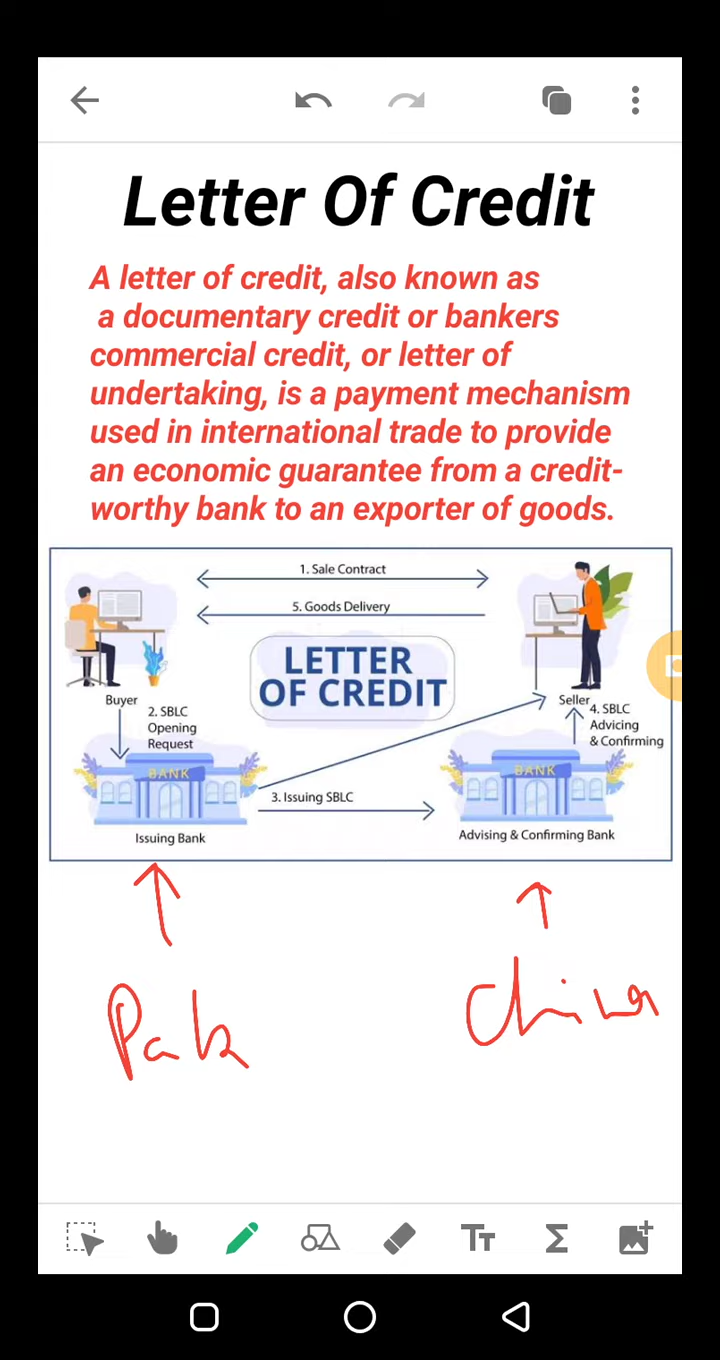 Letter Of Credit
A letter of credit, also known as
a documentary credit or bankers
commercial credit, or letter of
undertaking, is a payment mechanism
used in international trade to provide
an economic guarantee from a credit-
worthy bank to an exporter of goods.
1. Sale Contract
5. Goods Delivery
LETTER
OF CREDIT
Buyer
Seller
2. SBLC
Opening
Request
4. SBLC
Advicing
& Confirming
BANK
BANK
3. Issuing SBLC
Issuing Bank
Advising & Confirming Bank
Pak
China
TT
Σ